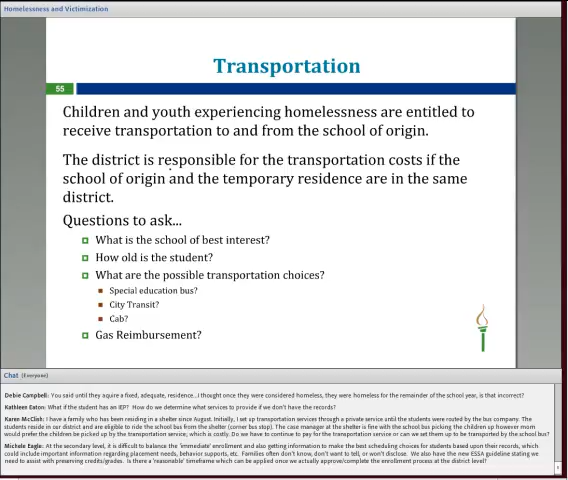 Homelessness and Victimization
Transportation
55
Children and youth experiencing homelessness are entitled to
receive transportation to and from the school of origin.
The district is responsible for the transportation costs if the
school of origin and the temporary residence are in the same
district.
Questions to ask...
What is the school of best interest?
How old is the student?
What are the possible transportation choices?
Special education bus?
City Transit?
Cab?
Gas Reimbursement?
Chat (Everyone)
Debie Campbell: You said until they aquire a fixed, adequate, residence...I thought once they were considered homeless, they were homeless for the remainder of the school year, is that incorrect?
Kathleen Eaton: What if the student has an IEP? How do we determine what services to provide if we don't have the records?
Karen McClish: I have a family who has been residing in a shelter since August. Initially, I set up transportation services through a private service until the students were routed by the bus company. The
students reside in our district and are eligible to ride the school bus from the shelter (corner bus stop). The case manager at the shelter is fine with the school bus picking the children up however mom
would prefer the children be picked up by the transportation service; which is costly. Do we have to continue to pay for the transportation service or can we set them up to be transported by the school bus?
Michele Eagle: At the secondary level, it is difficult to balance the 'immediate' enrollment and also getting information to make the best scheduling choices for students based upon their records, which
could include important information regarding placement needs, behavior supports, etc. Families often don't know, don't want to tell, or won't disclose. We also have the new ESSA guideline stating we
need to assist with preserving credits/grades. Is there a 'reasonable' timeframe which can be applied once we actually approve/complete the enrollment process at the district level?